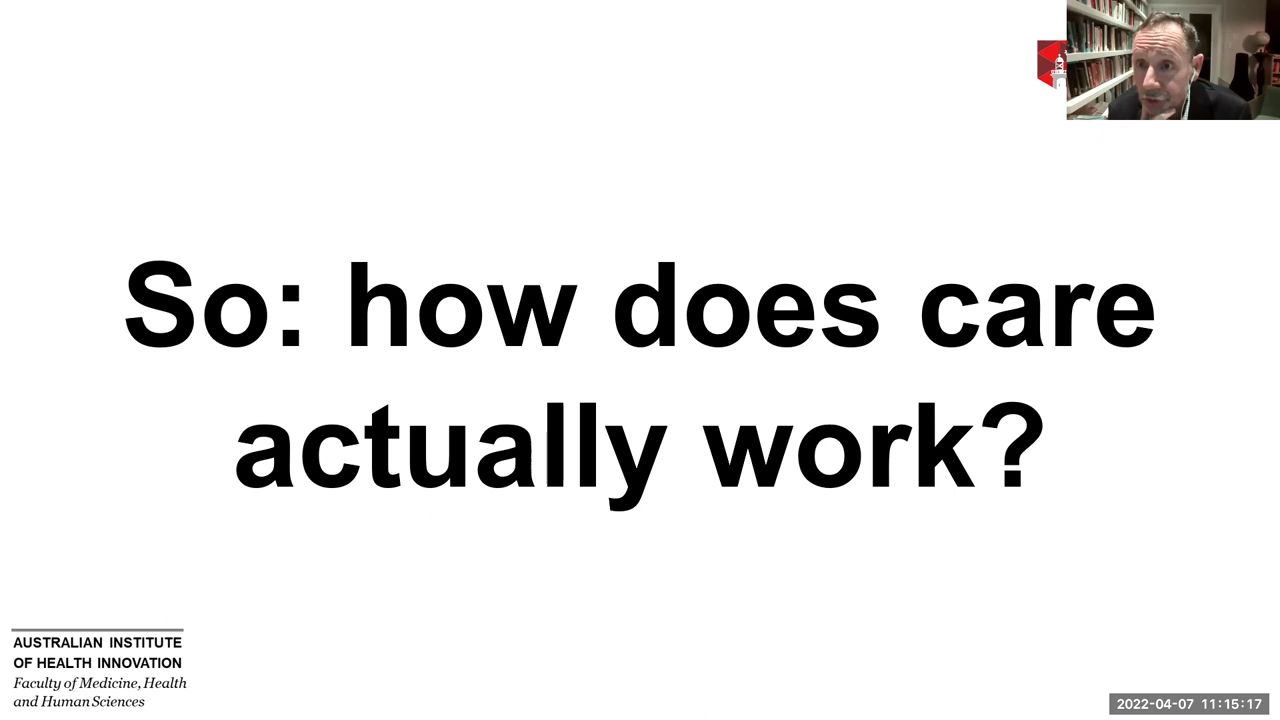 So: how does care
actually work?
AUSTRALIAN INSTITUTE
OF HEALTH INNOVATION
Faculty of Medicine, Health
and Human Sciences
2022-04-07 11:15:17